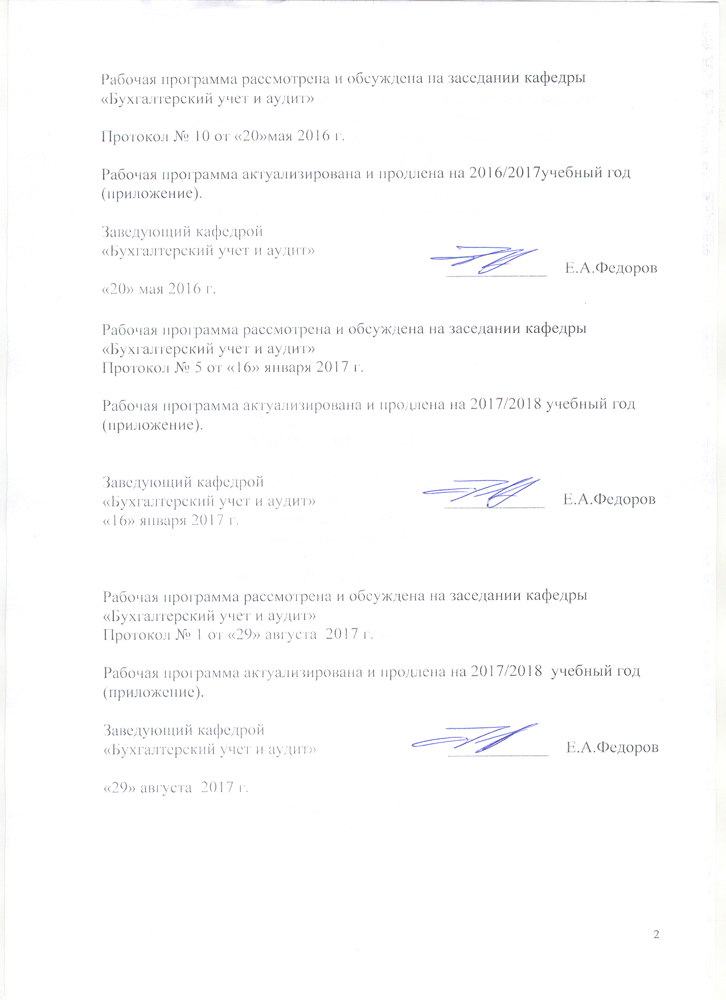 Рабочая программа рассмотрена и обсуждена на заседании кафедры
«Бухгалтерский учет и аудит»
Протокол № 10 от «20»мая 2016 г.
Рабочая программа актуализирована и продлена на 2016/2017учебный год
(приложение).
Заведующий кафедрой
«Бухгалтерский учет и аудит»
Е.А.Федоров
«20» мая 2016 г.
Рабочая программа рассмотрена и обсуждена на заседании кафедры
«Бухгалтерский учет и аудит»
Протокол № 5 от «16» января 2017 г.
Рабочая программа актуализирована и продлена на 2017/2018 учебный год
(приложение).
Заведующий кафедрой
«Бухгалтерский учет и аудит» Е.А.Федоров
«16» января 2017 г.
Рабочая программа рассмотрена и обсуждена на заседании кафедры
«Бухгалтерский учет и аудит»
Протокол № 1 от «29» августа 2017 г.
Рабочая программа актуализирована и продлена на 2017/2018 учебный год
(приложение).
Заведующий кафедрой
«Бухгалтерский учет и аудит» Е.А.Федоров
«29» августа 2017 г.
2